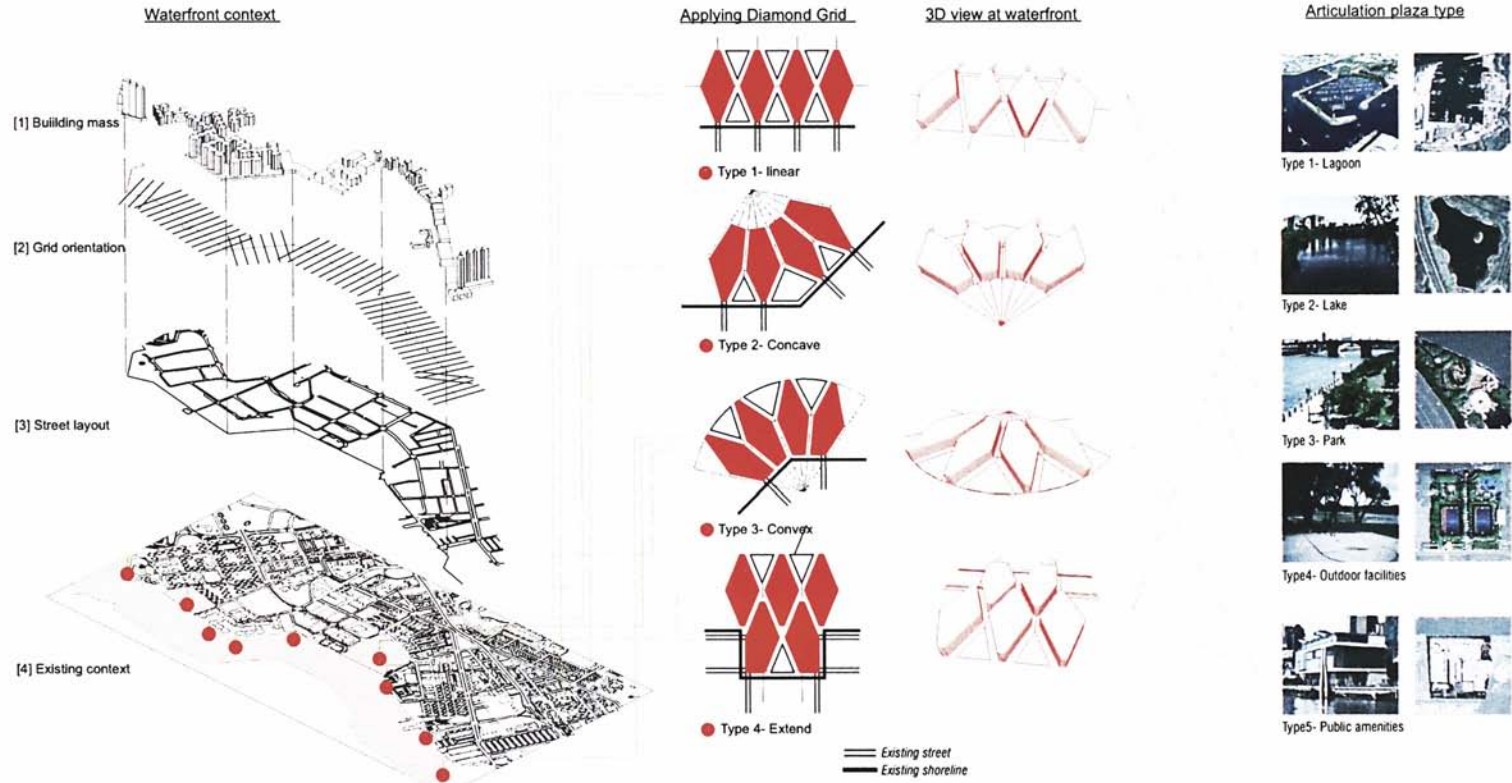 Waterfront context
[1] Buiilding mass
[2] Grid orientation
[3] Street layout
[4] Existing context
Applying Diamond Grid
Type 1- linear
Type 2- Concave
Type 3- Convex
Type 4- Extend
3D view at waterfront
Existing street
Existing shoreline
Articulation plaza type
Type 1- Lagoon
Type 2- Lake
Type 3- Park
Type4- Outdoor facilities
Type5- Public amenities